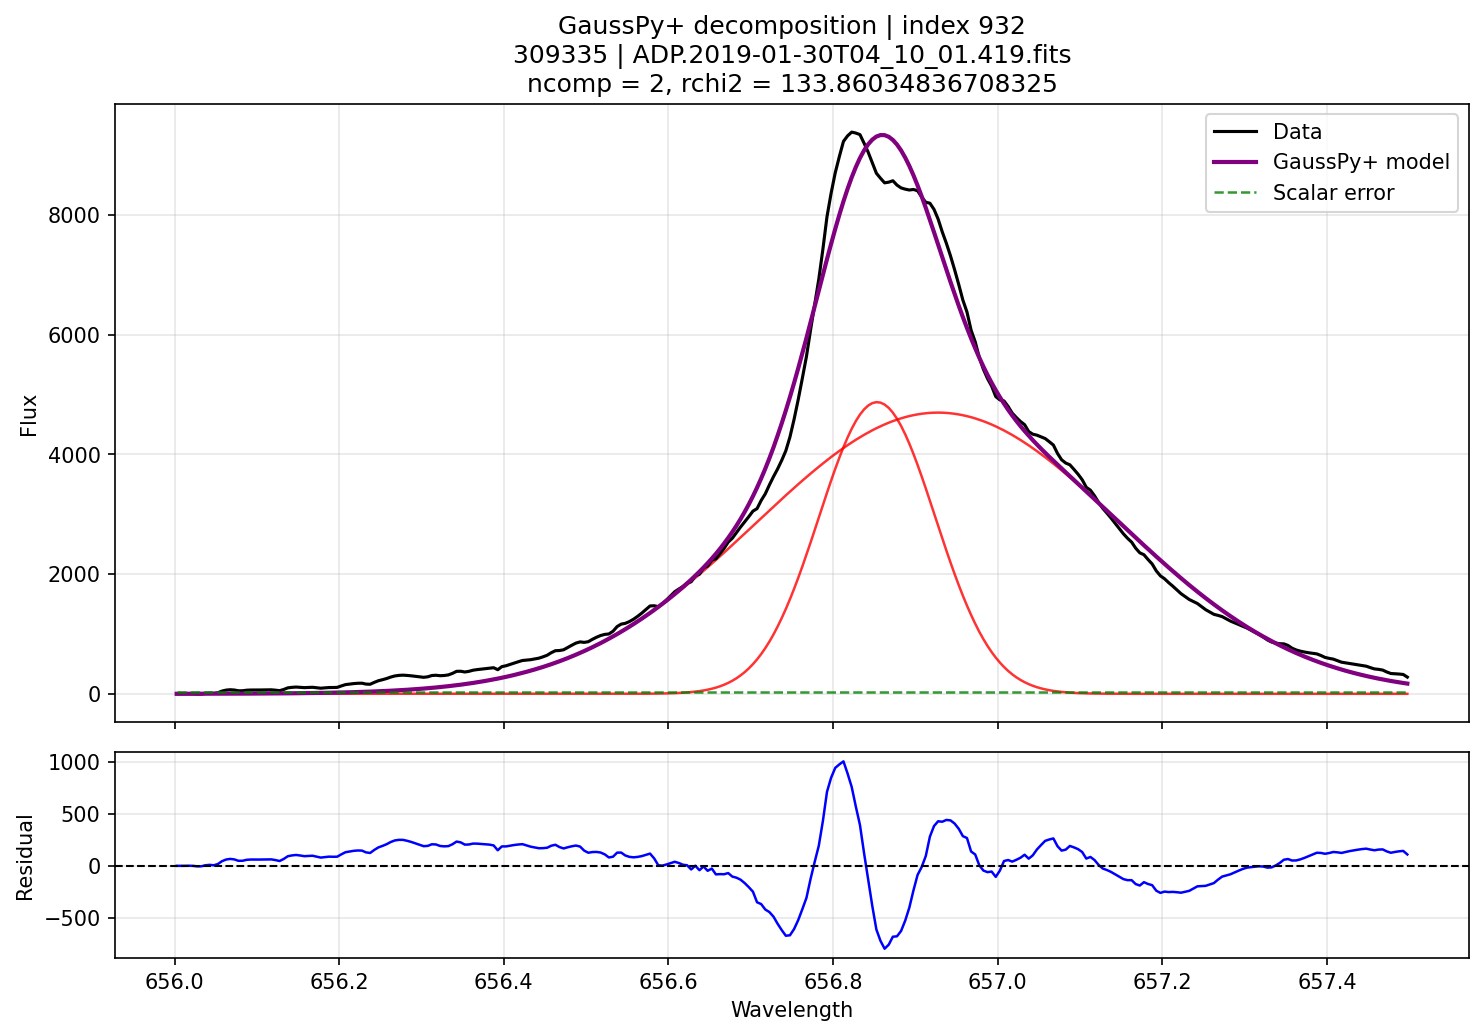 GaussPy+ decomposition | index 932
309335 | ADP.2019-01-30T04_10_01.419.fits
ncomp = 2, rchi2 = 133.86034836708325
Data
GaussPy+ model
Scalar error
Flux
8000
6000
4000
2000
0
Residual
1000
500
0
−500
656.0 656.2 656.4 656.6 656.8 657.0 657.2 657.4
Wavelength